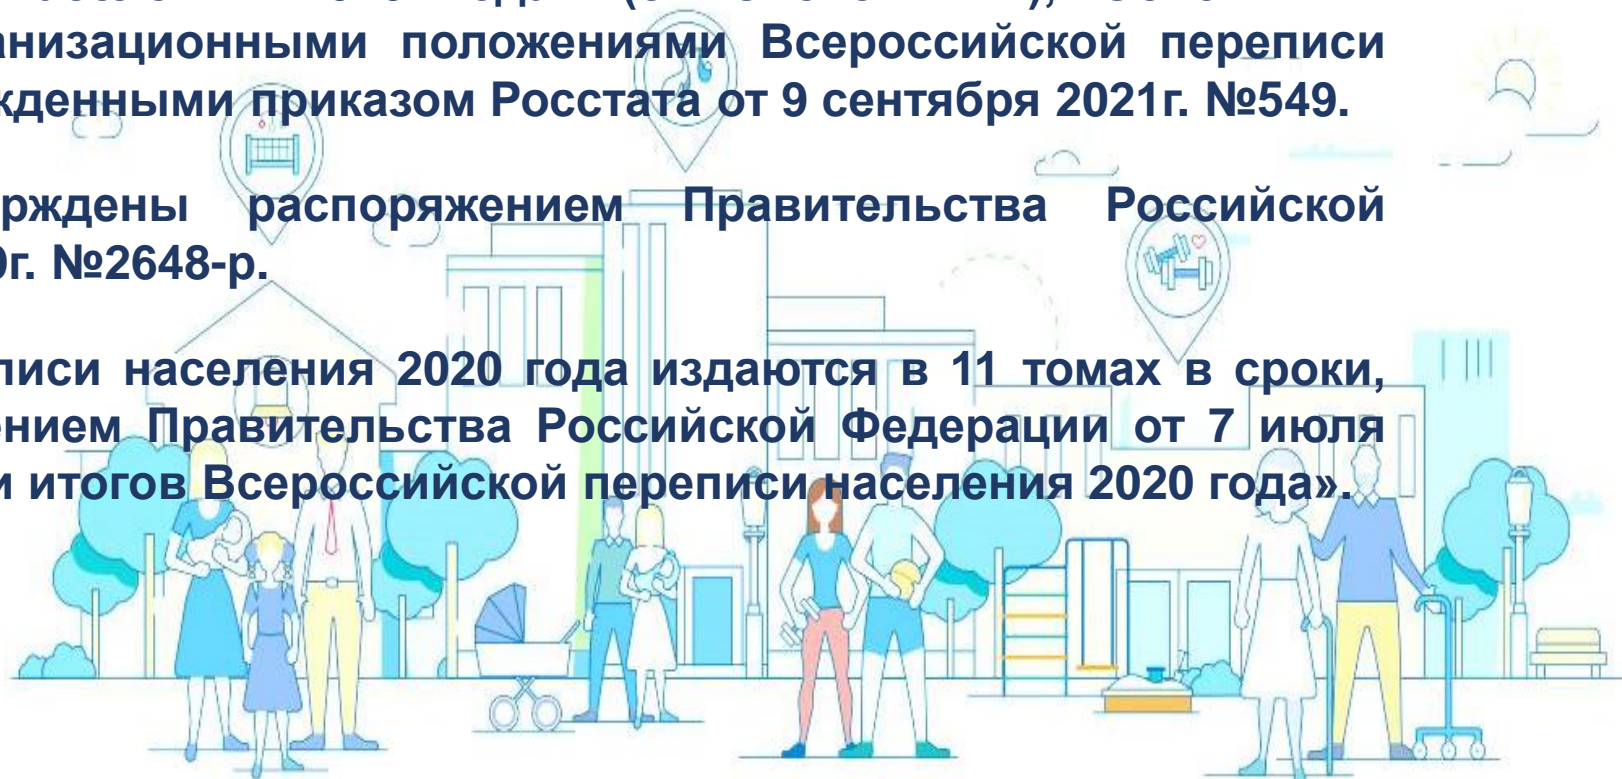 анизационными положениями Всероссийской переписи
жденными приказом Росстата от 9 сентября 2021г. №549.
рждены распоряжением Правительства Российской
0г. №2648-р.
писи населения 2020 года издаются в 11 томах в сроки,
ением Правительства Российской Федерации от 7 июля
и итогов Всероссийской переписи населения 2020 года».